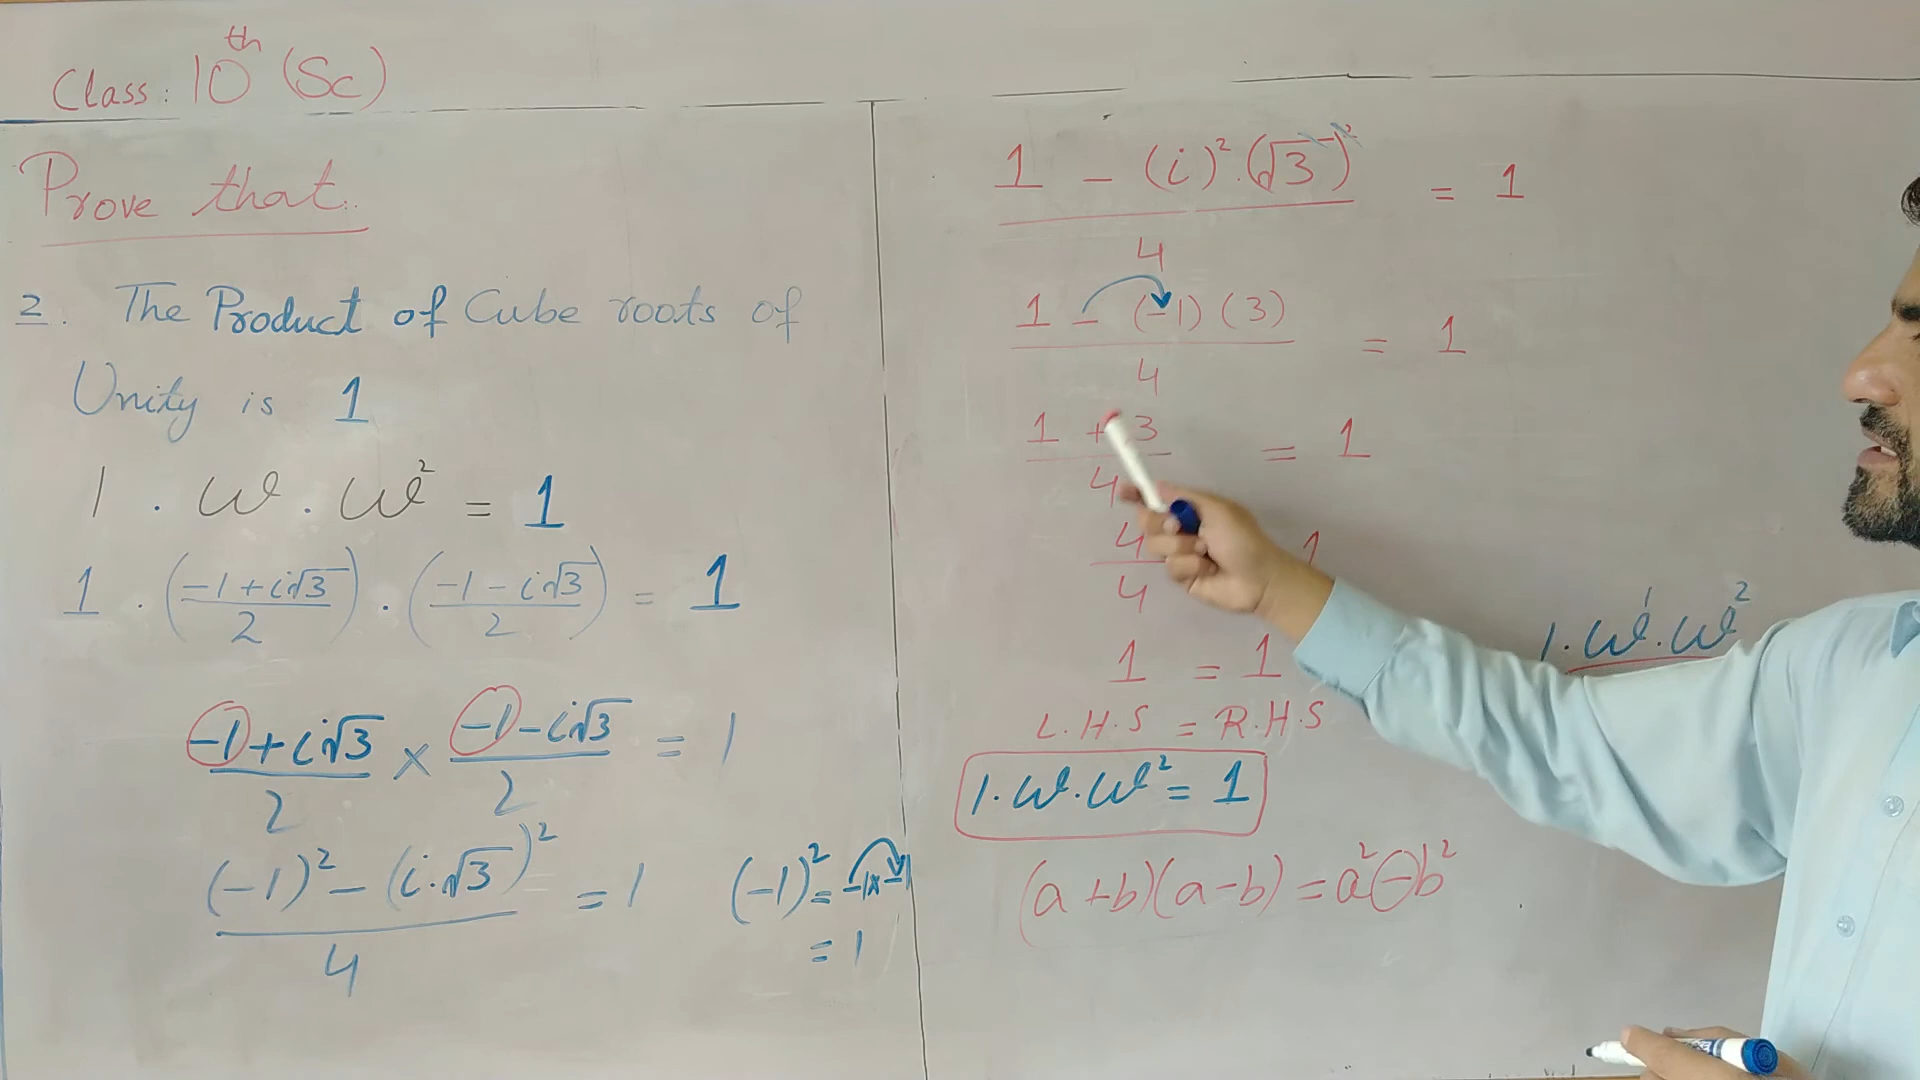 Class: 10th (Sc)
Prove that.
2. The Product of Cube roots of
Unity is 1
1 . ω . ω² = 1
1 . (-1+i√3/2) . (-1-i√3/2) = 1
-1+i√3/2 × -1-i√3/2 = 1
(-1)² - (i.√3)²/4 = 1
(-1)² = -1×-1
= 1
1 - (i)².(√3)²/4 = 1
1 - (-1)(3)/4 = 1
1 + 3/4 = 1
4/4 1
1 = 1
L.H.S = R.H.S
1.ω.ω² = 1
(a+b)(a-b) = a²-b²
1.ω¹.ω²